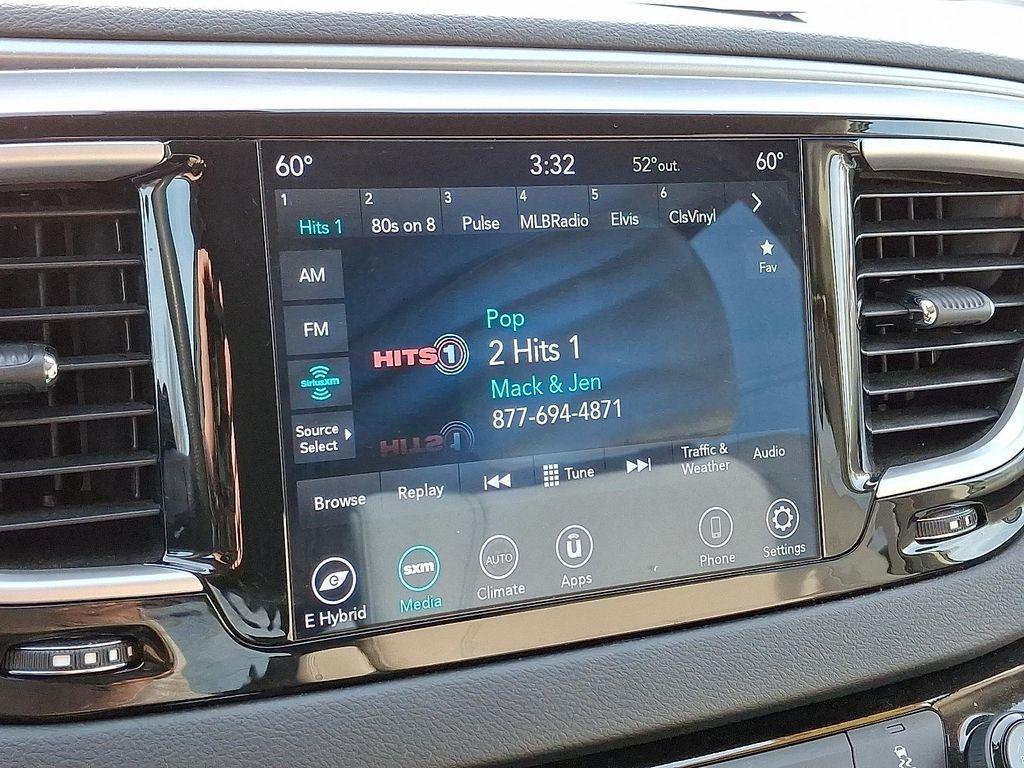 60° 3:32 52°out. 60°
1 2 3 4 5 6
Hits 1 80s on 8 Pulse MLBRadio Elvis ClsVinyl
Fav
AM
FM
SiriusXM
Source
Select
HITS 1
Pop
2 Hits 1
Mack & Jen
877-694-4871
HITS 1
Browse Replay Tune Traffic &
Weather Audio
E Hybrid
sxm
Media
AUTO
Climate
ū
Apps
Phone
Settings